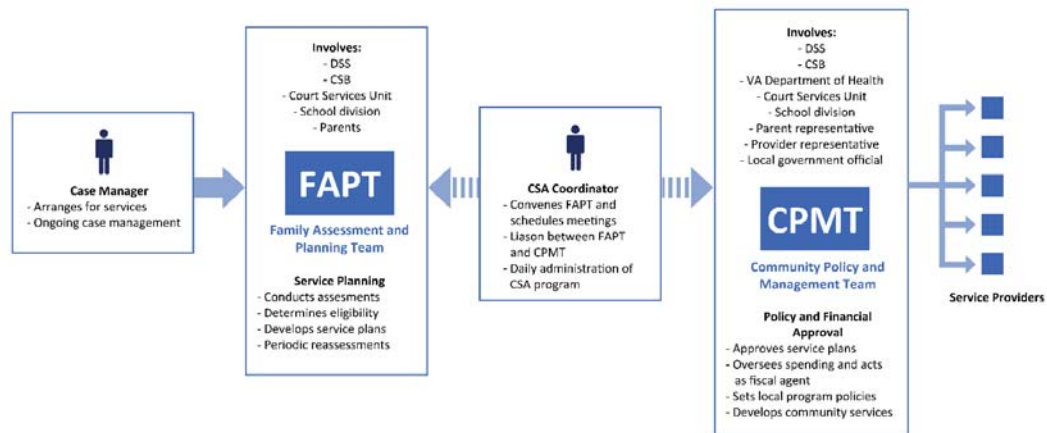 Case Manager
- Arranges for services
- Ongoing case management
Involves:
- DSS
- CSB
- Court Services Unit
- School division
- Parents
FAPT
Family Assessment and
Planning Team
Service Planning
- Conducts assesments
- Determines eligibility
- Develops service plans
- Periodic reassessments
CSA Coordinator
- Convenes FAPT and
schedules meetings
- Liason between FAPT
and CPMT
- Daily administration of
CSA program
Involves:
- DSS
- CSB
- VA Department of Health
- Court Services Unit
- School division
- Parent representative
- Provider representative
- Local government official
CPMT
Community Policy and
Management Team
Policy and Financial
Approval
- Approves service plans
- Oversees spending and acts
as fiscal agent
- Sets local program policies
- Develops community services
Service Providers